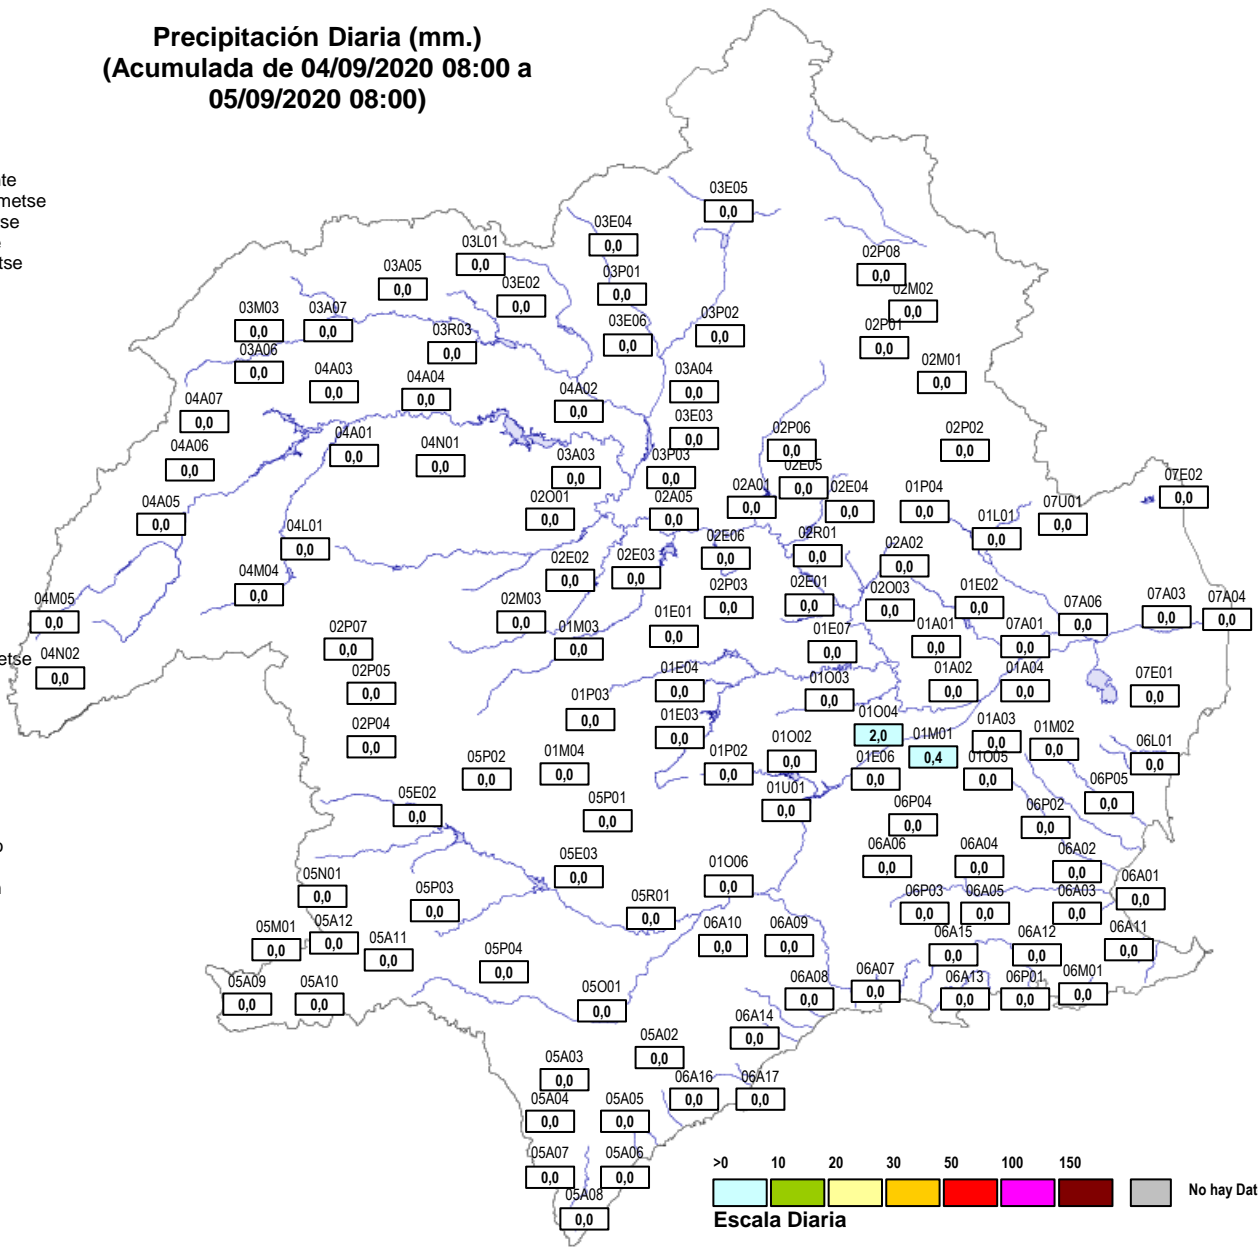 Precipitación Diaria (mm.)
(Acumulada de 04/09/2020 08:00 a
05/09/2020 08:00)
te
metse
se
tse
etse
03E05
0,0
03E04
0,0
03L01
0,0
02P08
0,0
03A05
0,0
03P01
0,0
03E02
0,0
02M02
0,0
03M03
0,0
03A07
0,0
03P02
0,0
03R03
0,0
03E06
0,0
02P01
0,0
03A06
0,0
02M01
0,0
04A03
0,0
04A04
0,0
03A04
0,0
04A02
0,0
04A07
0,0
03E03
0,0
04A01
0,0
02P06
0,0
02P02
0,0
04A06
0,0
04N01
0,0
03A03
0,0
03P03
0,0
02E05
0,0
07E02
0,0
02A01
0,0
02E04
0,0
01P04
0,0
04A05
0,0
02O01
0,0
02A05
0,0
07U01
0,0
01L01
0,0
04L01
0,0
02E06
0,0
02R01
0,0
02A02
0,0
02E02
0,0
02E03
0,0
04M04
0,0
02P03
0,0
02E01
0,0
02O03
0,0
01E02
0,0
04M05
0,0
02M03
0,0
07A06
0,0
07A03
0,0
07A04
0,0
01E01
0,0
02P07
0,0
01M03
0,0
01E07
0,0
01A01
0,0
07A01
0,0
04N02
0,0
02P05
0,0
01E04
0,0
01O03
0,0
01A02
0,0
01A04
0,0
07E01
0,0
01P03
0,0
01E03
0,0
01O04
2,0
02P04
0,0
01M01
0,4
01A03
0,0
01M02
0,0
01O02
0,0
06L01
0,0
05P02
0,0
01M04
0,0
01P02
0,0
01E06
0,0
01O05
0,0
05E02
0,0
05P01
0,0
01U01
0,0
06P05
0,0
06P04
0,0
06P02
0,0
05E03
0,0
01O06
0,0
06A06
0,0
06A04
0,0
06A02
0,0
05N01
0,0
05P03
0,0
05R01
0,0
06P03
0,0
06A05
0,0
06A03
0,0
06A01
0,0
05M01
0,0
05A12
0,0
05A11
0,0
06A10
0,0
06A09
0,0
06A15
0,0
06A12
0,0
06A11
0,0
05P04
0,0
05A09
0,0
05A10
0,0
05O01
0,0
06A08
0,0
06A07
0,0
06A13
0,0
06P01
0,0
06M01
0,0
05A02
0,0
06A14
0,0
05A03
0,0
06A16
0,0
06A17
0,0
05A04
0,0
05A05
0,0
05A07
0,0
05A06
0,0
05A08
0,0
>0 10 20 30 50 100 150
No hay Dat
Escala Diaria